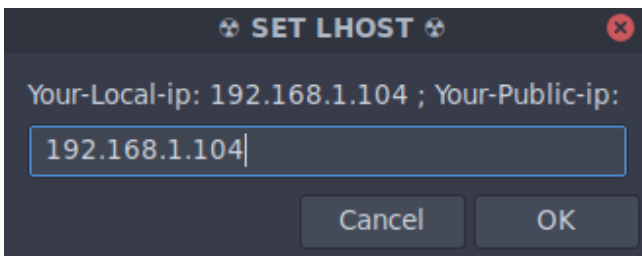 ☢ SET LHOST ☢
Your-Local-ip: 192.168.1.104 ; Your-Public-ip:
192.168.1.104
Cancel OK